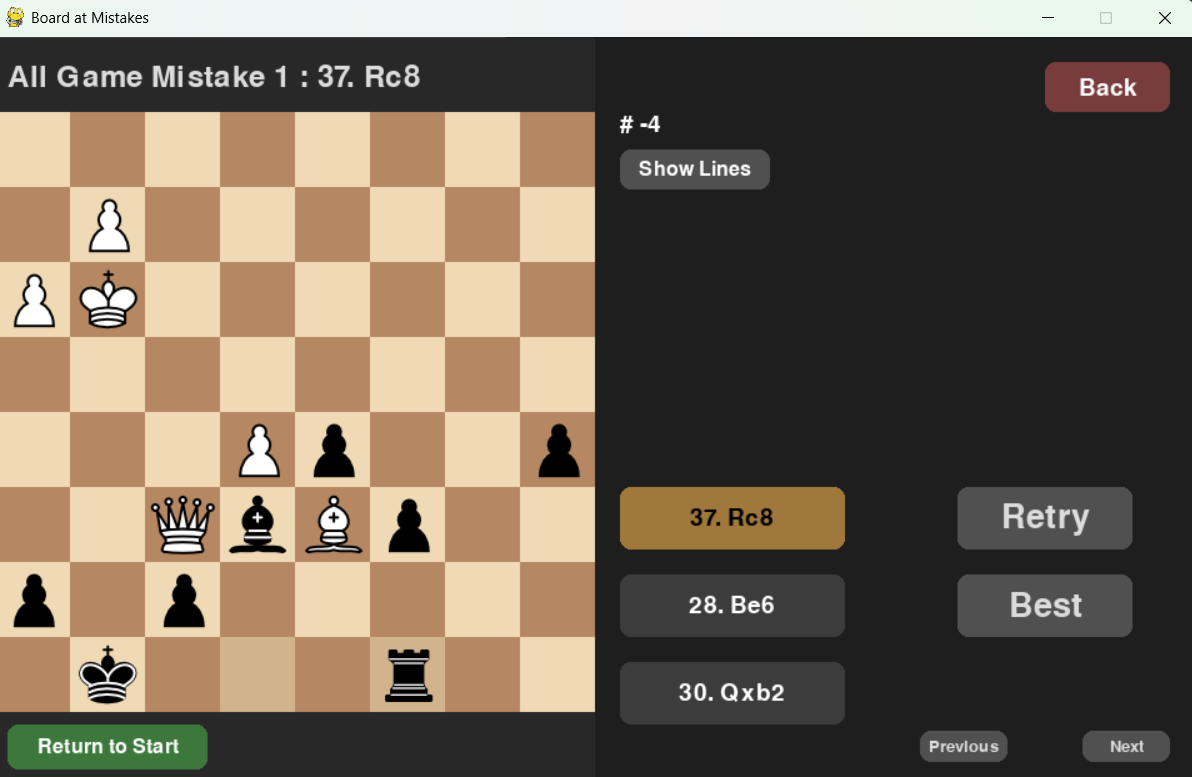 Board at Mistakes
All Game Mistake 1 : 37. Rc8
Back
# -4
Show Lines
37. Rc8
Retry
28. Be6
Best
30. Qxb2
Return to Start
Previous
Next